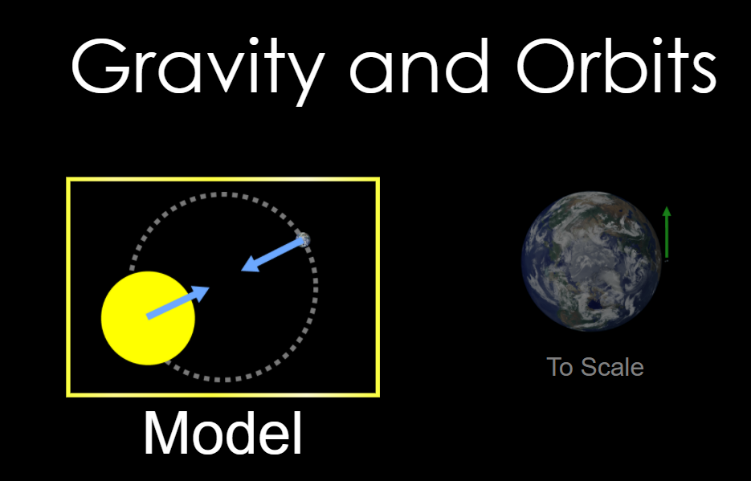 Gravity and Orbits
To Scale
Model